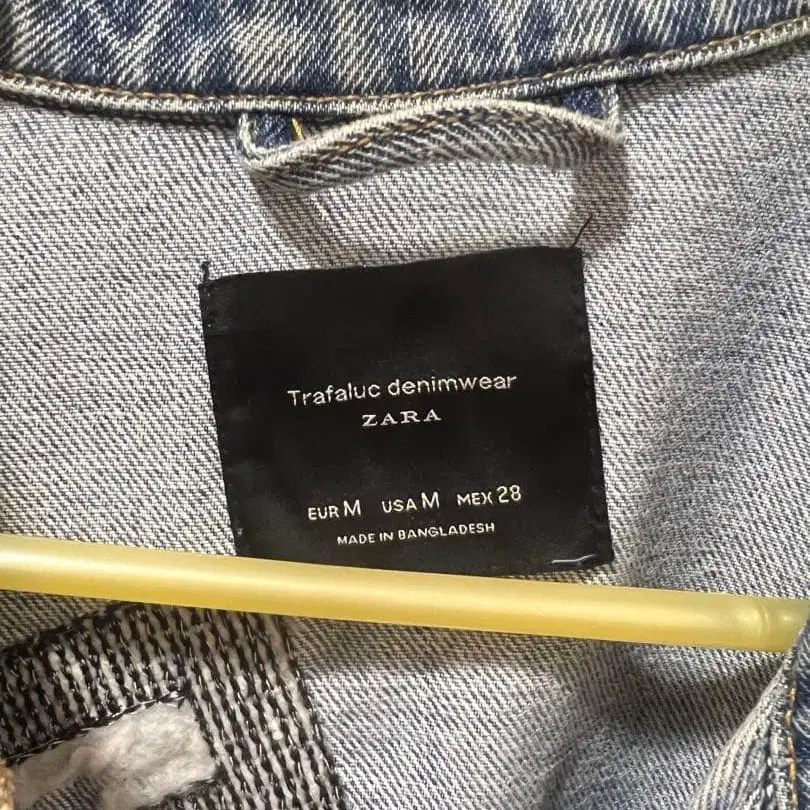 Trafaluc denimwear
ZARA
EUR M USA M MEX 28
MADE IN BANGLADESH